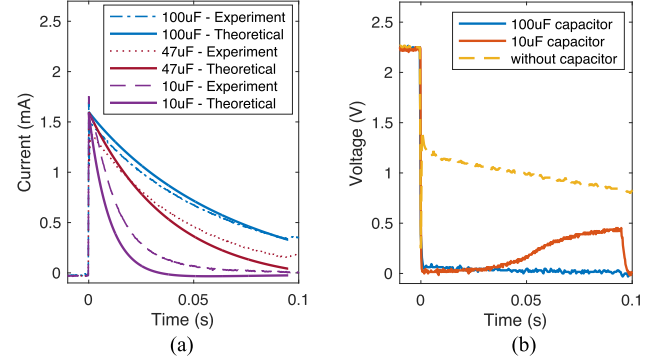 100uF - Experiment
100uF - Theoretical
47uF - Experiment
47uF - Theoretical
10uF - Experiment
10uF - Theoretical
2.5
2
1.5
1
0.5
0
Current (mA)
0
0.05
0.1
Time (s)
(a)
100uF capacitor
10uF capacitor
without capacitor
2.5
2
1.5
1
0.5
0
Voltage (V)
0
0.05
0.1
Time (s)
(b)